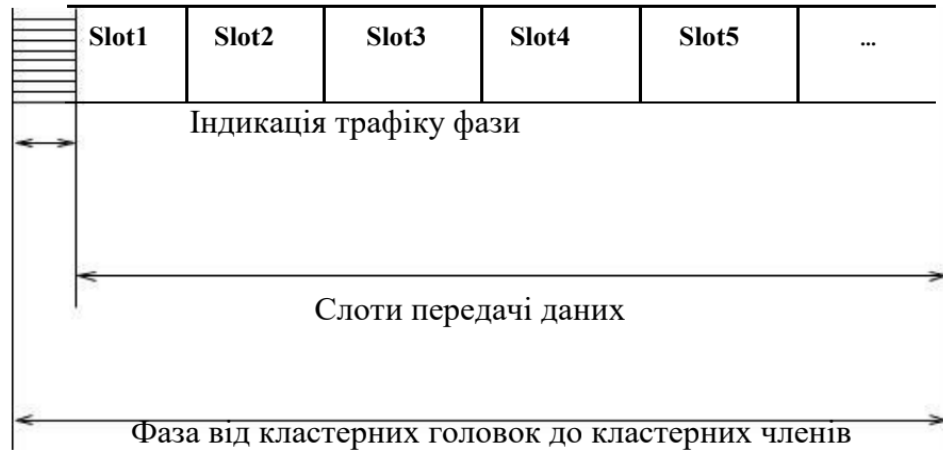 Slot1 Slot2 Slot3 Slot4 Slot5 ...
Індикація трафіку фази
Слоти передачі даних
Фаза від кластерних головок до кластерних членів